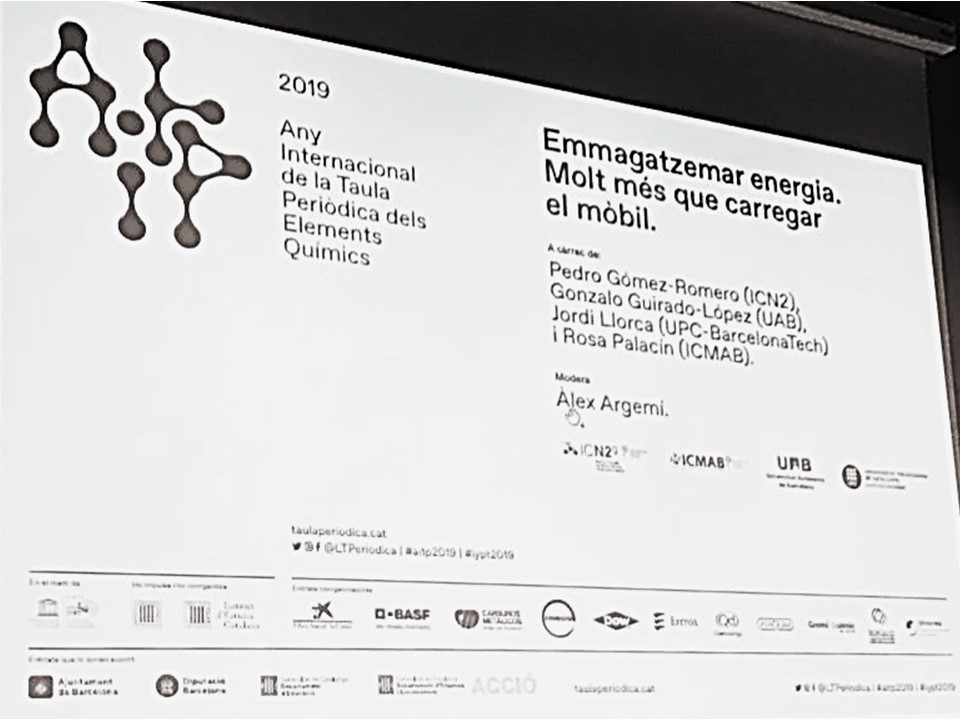 2019
Any
Internacional
de la Taula
Periòdica dels
Elements
Químics
Emmagatzemar energia.
Molt més que carregar
el mòbil.
A càrrec de:
Pedro Gómez-Romero (ICN2),
Gonzalo Guirado-López (UAB),
Jordi Llorca (UPC-BarcelonaTech)
i Rosa Palacín (ICMAB).
Modera
Àlex Argemí.
ICN2
ICMAB
UAB
taulaperiodica.cat
@LTPeriodica | #aitp2019 | #iypt2019
BASF
CARBUROS
METÁLICOS
DOW
Ercros
Ajuntament
de Barcelona
Diputació
Barcelona
ACCIÓ
taulaperiodica.cat
@LTPeriodica | #aitp2019 | #iypt2019